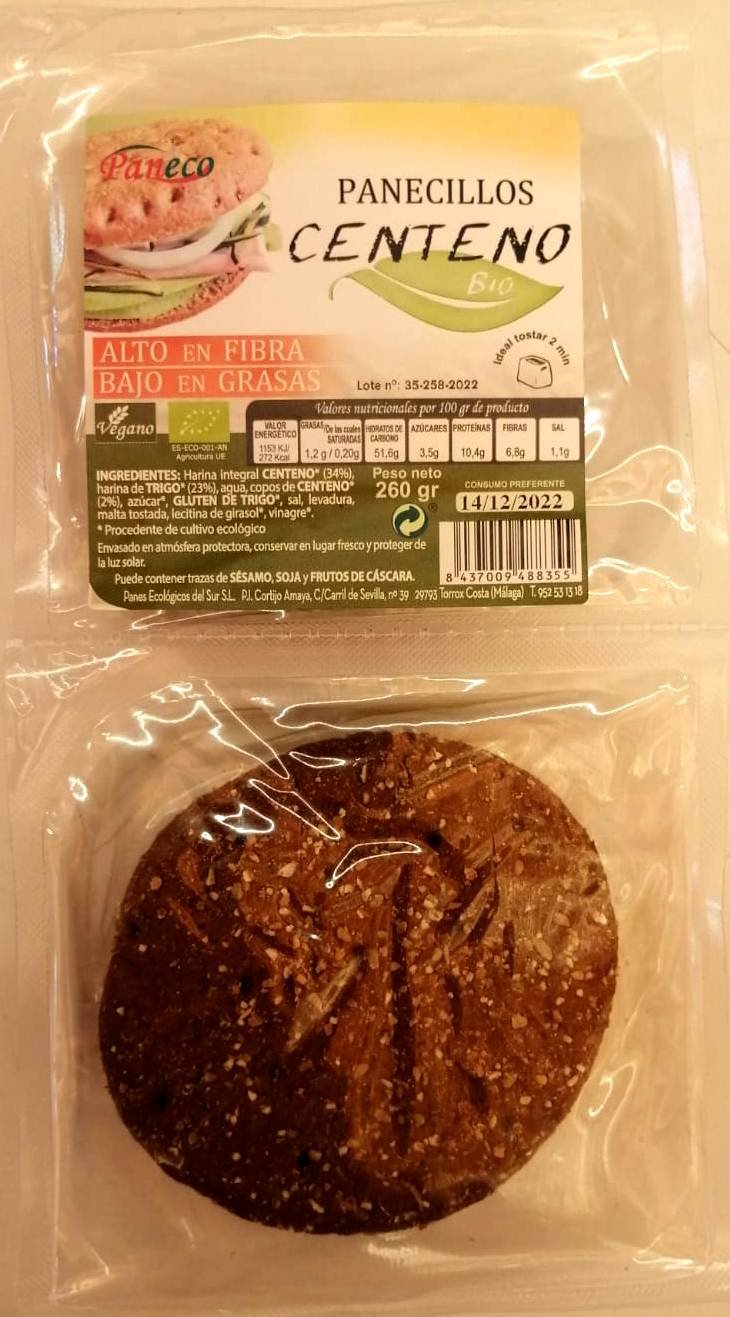 Paneco
PANECILLOS
CENTENO
BIO
ALTO EN FIBRA
BAJO EN GRASAS
Ideal tostar 2 min
Lote nº: 35-258-2022
Vegano
ES-ECO-001-AN
Agricultura UE
Valores nutricionales por 100 gr de producto
VALOR ENERGÉTICO GRASAS/De las cuales SATURADAS HIDRATOS DE CARBONO AZÚCARES PROTEÍNAS FIBRAS SAL
1153 KJ/ 272 Kcal 1,2 g / 0,20g 51,6g 3,5g 10,4g 6,8g 1,1g
INGREDIENTES: Harina integral CENTENO* (34%),
harina de TRIGO* (23%), agua, copos de CENTENO*
(2%), azúcar*, GLUTEN DE TRIGO*, sal, levadura,
malta tostada, lecitina de girasol*, vinagre*.
* Procedente de cultivo ecológico
Peso neto
260 gr
CONSUMO PREFERENTE
14/12/2022
Envasado en atmósfera protectora, conservar en lugar fresco y proteger de
la luz solar.
Puede contener trazas de SÉSAMO, SOJA y FRUTOS DE CÁSCARA.
8 437009 488355
Panes Ecológicos del Sur S.L. P.I. Cortijo Amaya, C/Carril de Sevilla, nº 39 29793 Torrox Costa (Málaga) T. 952 53 13 18